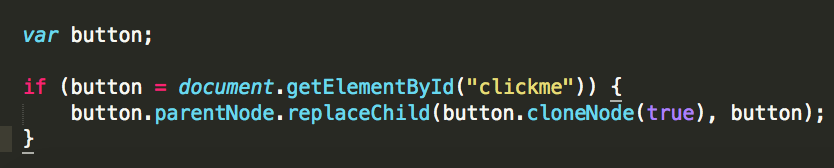 var button;
if (button = document.getElementById("clickme")) {
    button.parentNode.replaceChild(button.cloneNode(true), button);
}